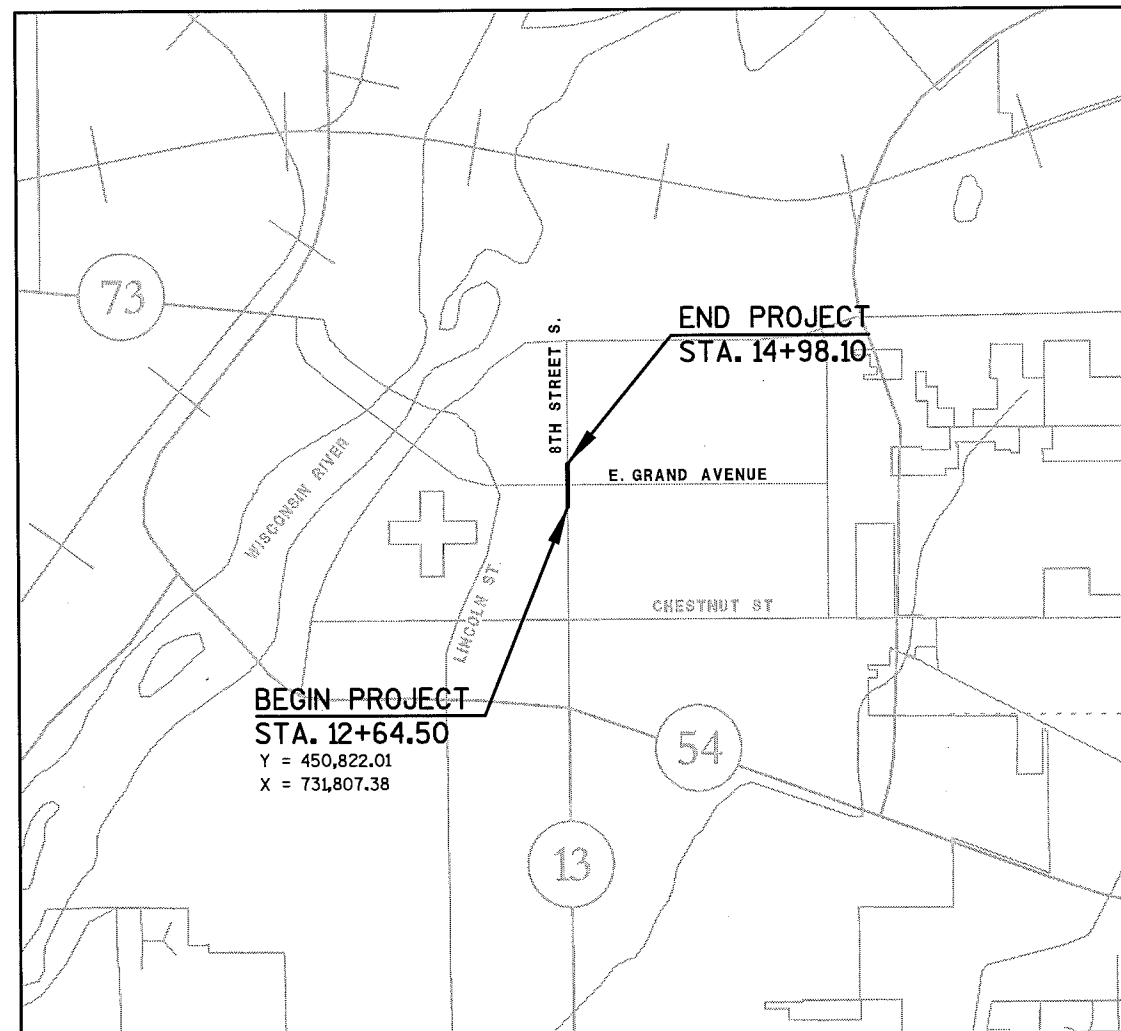 73
END PROJECT
STA. 14+98.10
8TH STREET S.
E. GRAND AVENUE
WISCONSIN RIVER
LINCOLN ST.
CHESTNUT ST
BEGIN PROJECT
STA. 12+64.50
Y = 450,822.01
X = 731,807.38
54
13